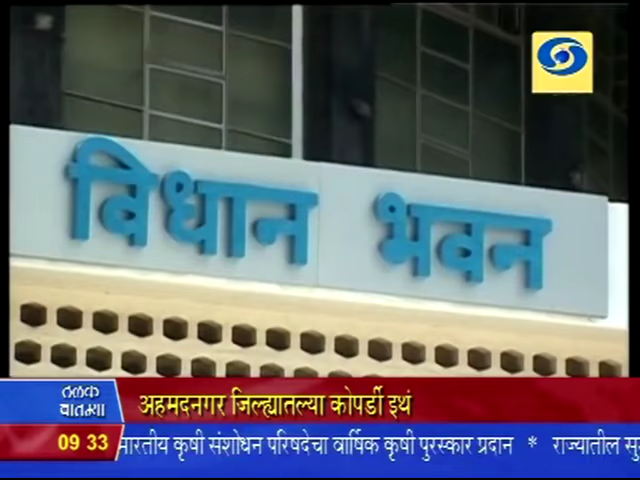 विधान भवन
ठळक
बातम्या
अहमदनगर जिल्ह्यातल्या कोपर्डी इथं
09 33
भारतीय कृषी संशोधन परिषदेचा वार्षिक कृषी पुरस्कार प्रदान * राज्यातील